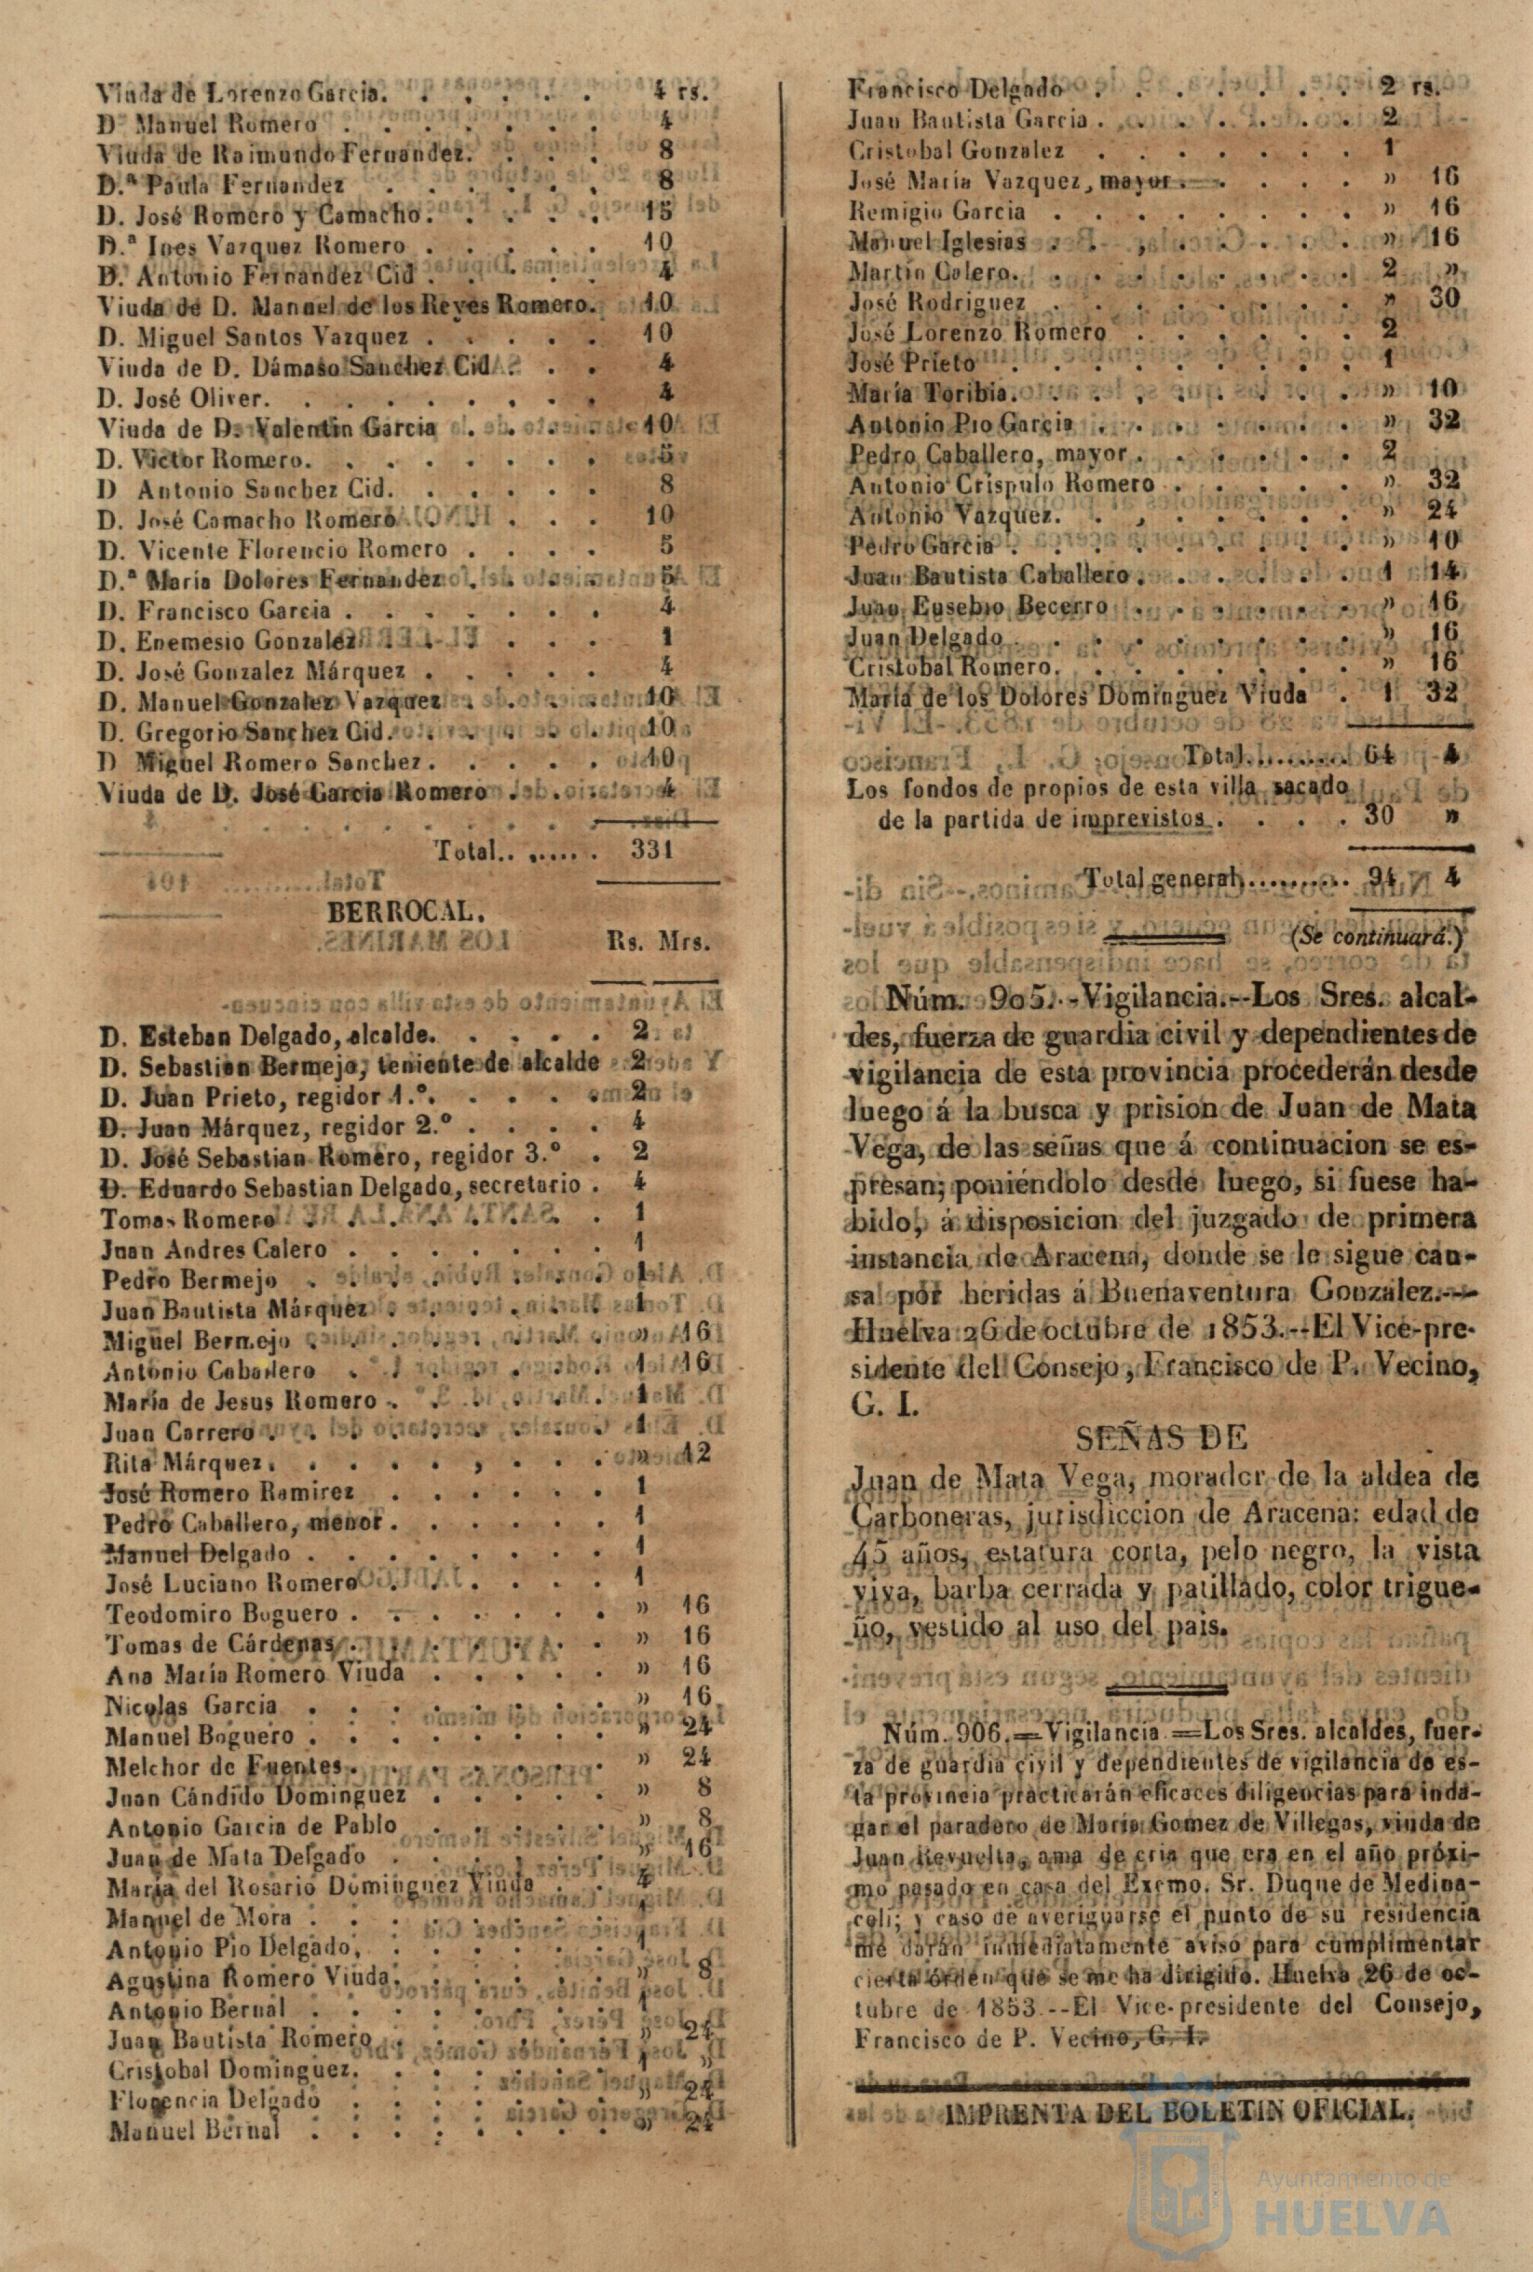 Viuda de Lorenzo Garcia. . . . . . 4 rs.
D Manuel Romero . . . . . . . 4
Viuda de Raimundo Fernandez. . . . 8
D.ª Paula Fernandez . . . . . . 8
D. José Romero y Camacho. . . . . 15
D.ª Ines Vazquez Romero . . . . . 10
D. Antonio Fernandez Cid . . . . 4
Viuda de D. Manuel de los Reyes Romero. 10
D. Miguel Santos Vazquez . . . . . 10
Viuda de D. Dámaso Sanchez Cid . . . 4
D. José Oliver. . . . . . . . . 4
Viuda de D. Valentin Garcia . . . . 10
D. Victor Romero. . . . . . . . 5
D Antonio Sanchez Cid. . . . . . 8
D. José Camacho Romero . . . . . 10
D. Vicente Florencio Romero . . . . 5
D.ª María Dolores Fernandez . . . . 5
D. Francisco Garcia . . . . . . . 4
D. Enemesio Gonzalez . . . . . . 1
D. José Gonzalez Márquez . . . . . 4
D. Manuel Gonzalez Vazquez . . . . 10
D. Gregorio Sanchez Cid. . . . . . 10
D Miguel Romero Sanchez. . . . . 10
Viuda de D. José Garcia Romero . . . 4
Total.. ,..... . 331
BERROCAL.
Rs. Mrs.
D. Esteban Delgado, alcalde. . . . . 2
D. Sebastian Bermejo, teniente de alcalde 2
D. Juan Prieto, regidor 1.º. . . . . 2
D. Juan Márquez, regidor 2.º . . . . 4
D. José Sebastian Romero, regidor 3.º . 2
D. Eduardo Sebastian Delgado, secretario . 4
Tomas Romero . . . . . . . . 1
Juan Andres Calero . . . . . . . 1
Pedro Bermejo . . . . . . . . 1
Juan Bautista Márquez . . . . . . 1
Miguel Bermejo . . . . . . . . » 16
Antonio Caballero . . . . . . . 1 16
María de Jesus Romero . . . . . . 1
Juan Carrero . . . . . . . . . 1
Rita Márquez. . . . . , . . . » 12
José Romero Ramirez . . . . . . 1
Pedro Caballero, menor . . . . . . 1
Manuel Delgado . . . . . . . . 1
José Luciano Romero . . . . . . 1
Teodomiro Boguero . . . . . . . » 16
Tomas de Cárdenas . . . . . . . » 16
Ana María Romero Viuda . . . . . » 16
Nicolas Garcia . . . . . . . . » 16
Manuel Boguero . . . . . . . . » 24
Melchor de Fuentes. . . . . . . » 24
Juan Cándido Dominguez . . . . . » 8
Antonio Garcia de Pablo . . . . . » 8
Juan de Mata Delgado . . . . . . » 16
María del Rosario Dominguez Viuda . . 4
Manuel de Mora . . . . . . . . 1
Antonio Pio Delgado, . . . . . . 1
Agustina Romero Viuda. . . . . . » 8
Antonio Bernal . . . . . . . . 1
Juan Bautista Romero . . . . . . » 24
Cristobal Dominguez. . . . . . . 1 »
Florencia Delgado . . . . . . . » 24
Manuel Bernal . . . . . . . . » 24
Francisco Delgado . . . . . . . 2 rs.
Juan Bautista Garcia . . . . . . . 2
Cristobal Gonzalez . . . . . . . 1
José María Vazquez, mayor . . . . . » 16
Remigio Garcia . . . . . . . . » 16
Manuel Iglesias . . , . . . . . » 16
Martin Calero. . . . . . . . . 2 »
José Rodriguez . . . . . . . . » 30
José Lorenzo Romero . . . . . . 2
José Prieto . . . . . . . . . 1
María Toribia. . . , . . . . . » 10
Antonio Pio Garcia . . . . . . . » 32
Pedro Caballero, mayor . . . . . . 2
Antonio Crispulo Romero . . . . . » 32
Antonio Vazquez. . , . . . . . » 24
Pedro Garcia . . . . . . . . . » 10
Juan Bautista Caballero. . . . . . 1 14
Juan Eusebio Becerro . . . . . . » 16
Juan Delgado . . . . . . . . . » 16
Cristobal Romero. . . . . . . . » 16
María de los Dolores Dominguez Viuda . 1 32
Total.......... 64 4
Los fondos de propios de esta villa sacado
de la partida de imprevistos . . . . 30 »
Total general.......... 94 4
(Se continuará.)
Núm. 905.--Vigilancia.--Los Sres. alcal-
des, fuerza de guardia civil y dependientes de
vigilancia de esta provincia procederán desde
luego á la busca y prision de Juan de Mata
Vega, de las señas que á continuacion se es-
presan; poniéndolo desde luego, si fuese ha-
bido, á disposicion del juzgado de primera
instancia de Aracena, donde se le sigue cau-
sa por heridas á Buenaventura Gonzalez.---
Huelva 26 de octubre de 1853.--El Vice-pre-
sidente del Consejo, Francisco de P. Vecino,
G. I.
SEÑAS DE
Juan de Mata Vega, morador de la aldea de
Carboneras, jurisdiccion de Aracena: edad de
45 años, estatura corta, pelo negro, la vista
viva, barba cerrada y patillado, color trigue-
ño, vestido al uso del pais.
Núm. 906.=Vigilancia =Los Sres. alcaldes, fuer-
za de guardia civil y dependientes de vigilancia de es-
ta provincia practicarán eficaces diligencias para inda-
gar el paradero de María Gomez de Villegas, viuda de
Juan Revuelta, ama de cria que era en el año próxi-
mo pasado en casa del Excmo. Sr. Duque de Medina-
celi; y caso de averiguarse el punto de su residencia
me darán inmediatamente aviso para cumplimentar
cierta órden que se me ha dirigido. Huelva 26 de oc-
tubre de 1853.--El Vice-presidente del Consejo,
Francisco de P. Vecino, G. I.
IMPRENTA DEL BOLETIN OFICIAL.
Ayuntamiento de
HUELVA